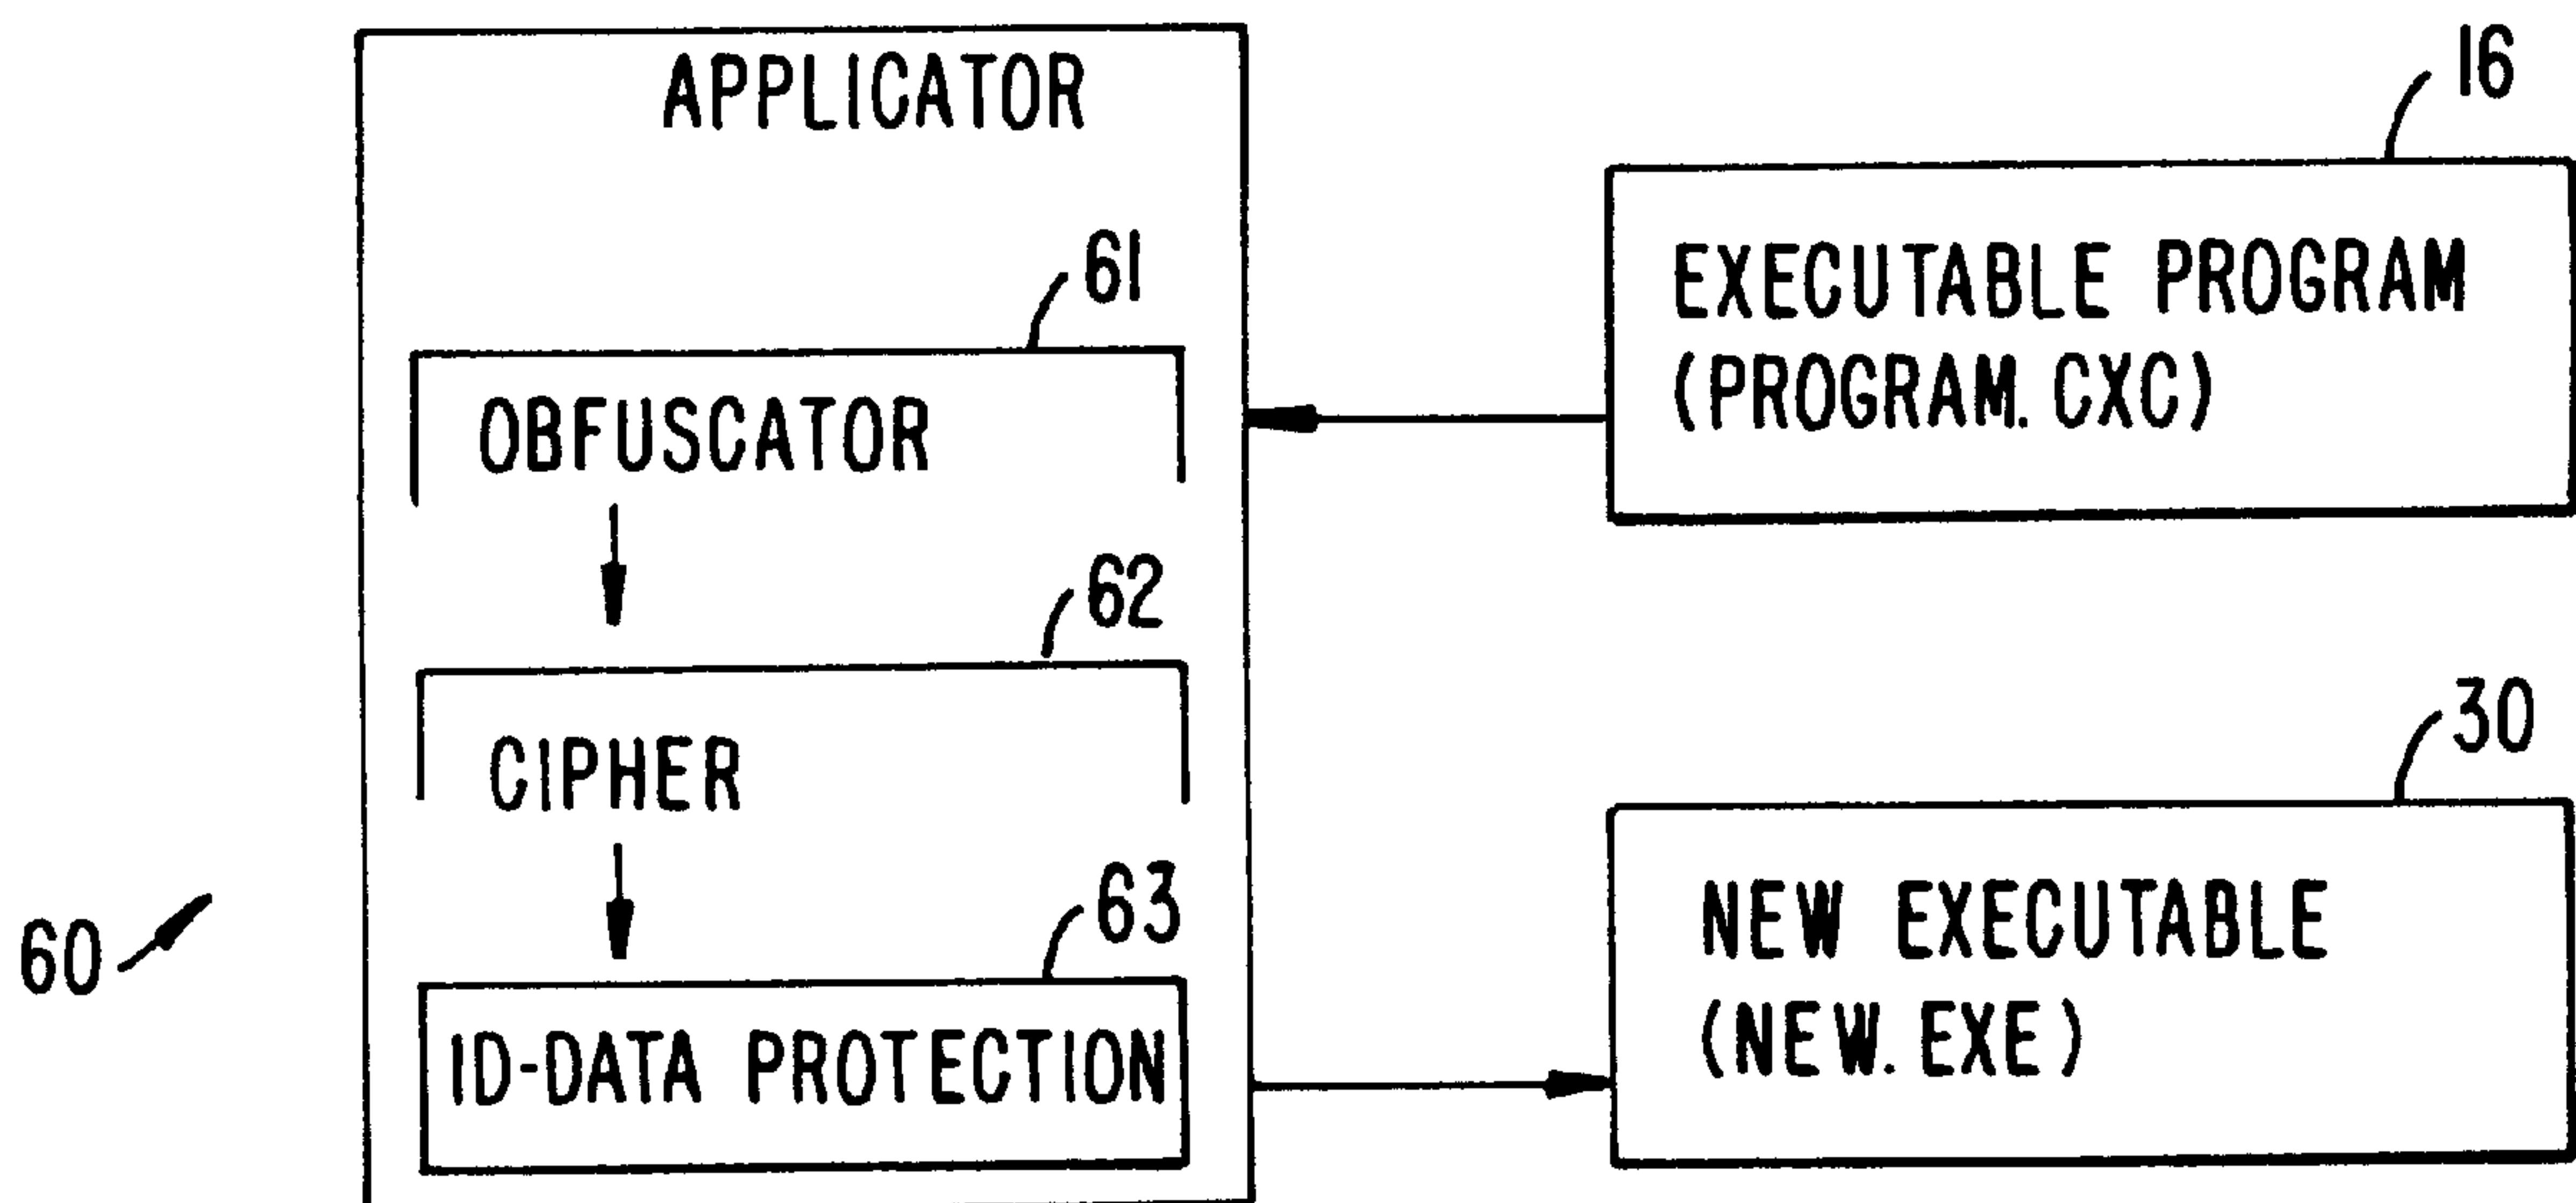 APPLICATOR
16
EXECUTABLE PROGRAM
(PROGRAM. CXC)
61
OBFUSCATOR
62
CIPHER
30
60
63
ID-DATA PROTECTION
NEW EXECUTABLE
(NEW. EXE)